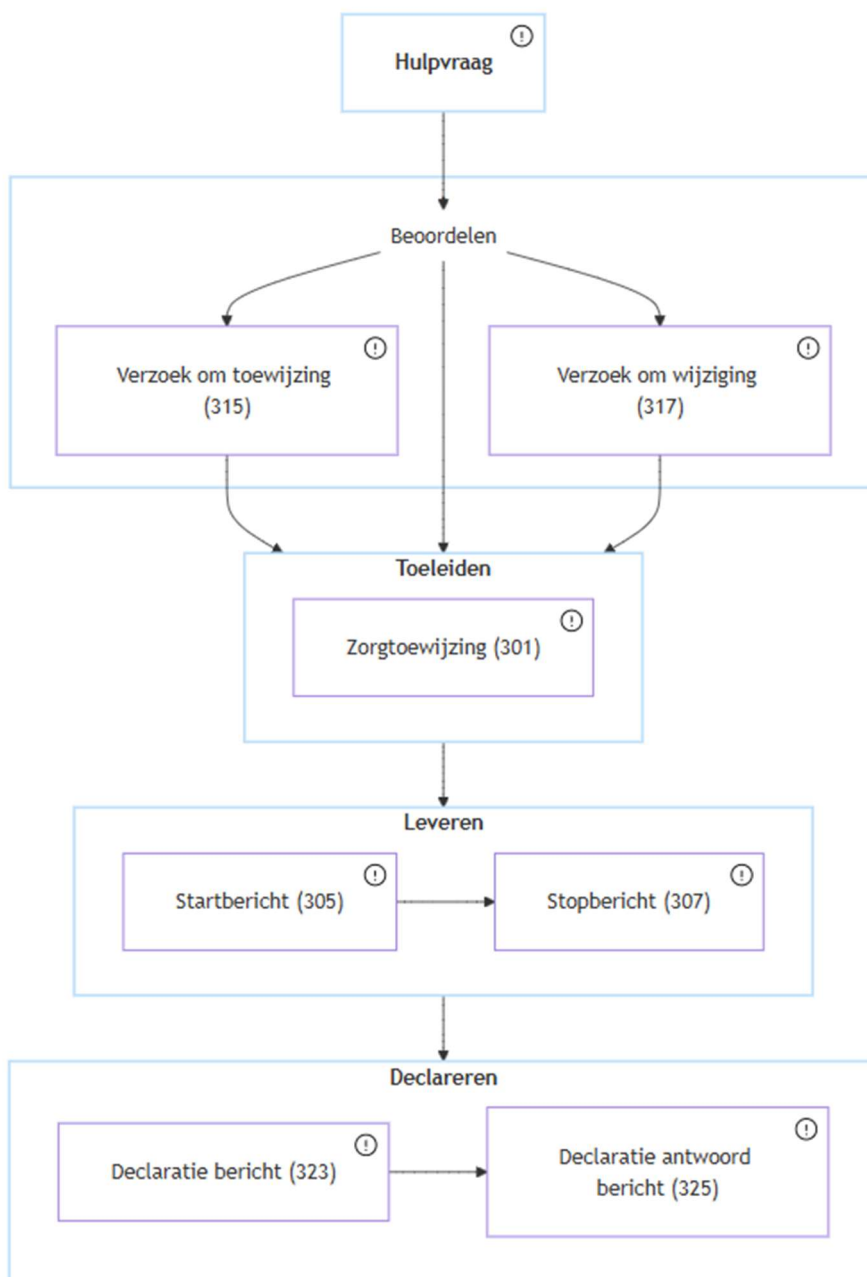 Hulpvraag
Beoordelen
Verzoek om toewijzing
(315)
Verzoek om wijziging
(317)
Toeleiden
Zorgtoewijzing (301)
Leveren
Startbericht (305)
Stopbericht (307)
Declareren
Declaratie bericht (323)
Declaratie antwoord
bericht (325)